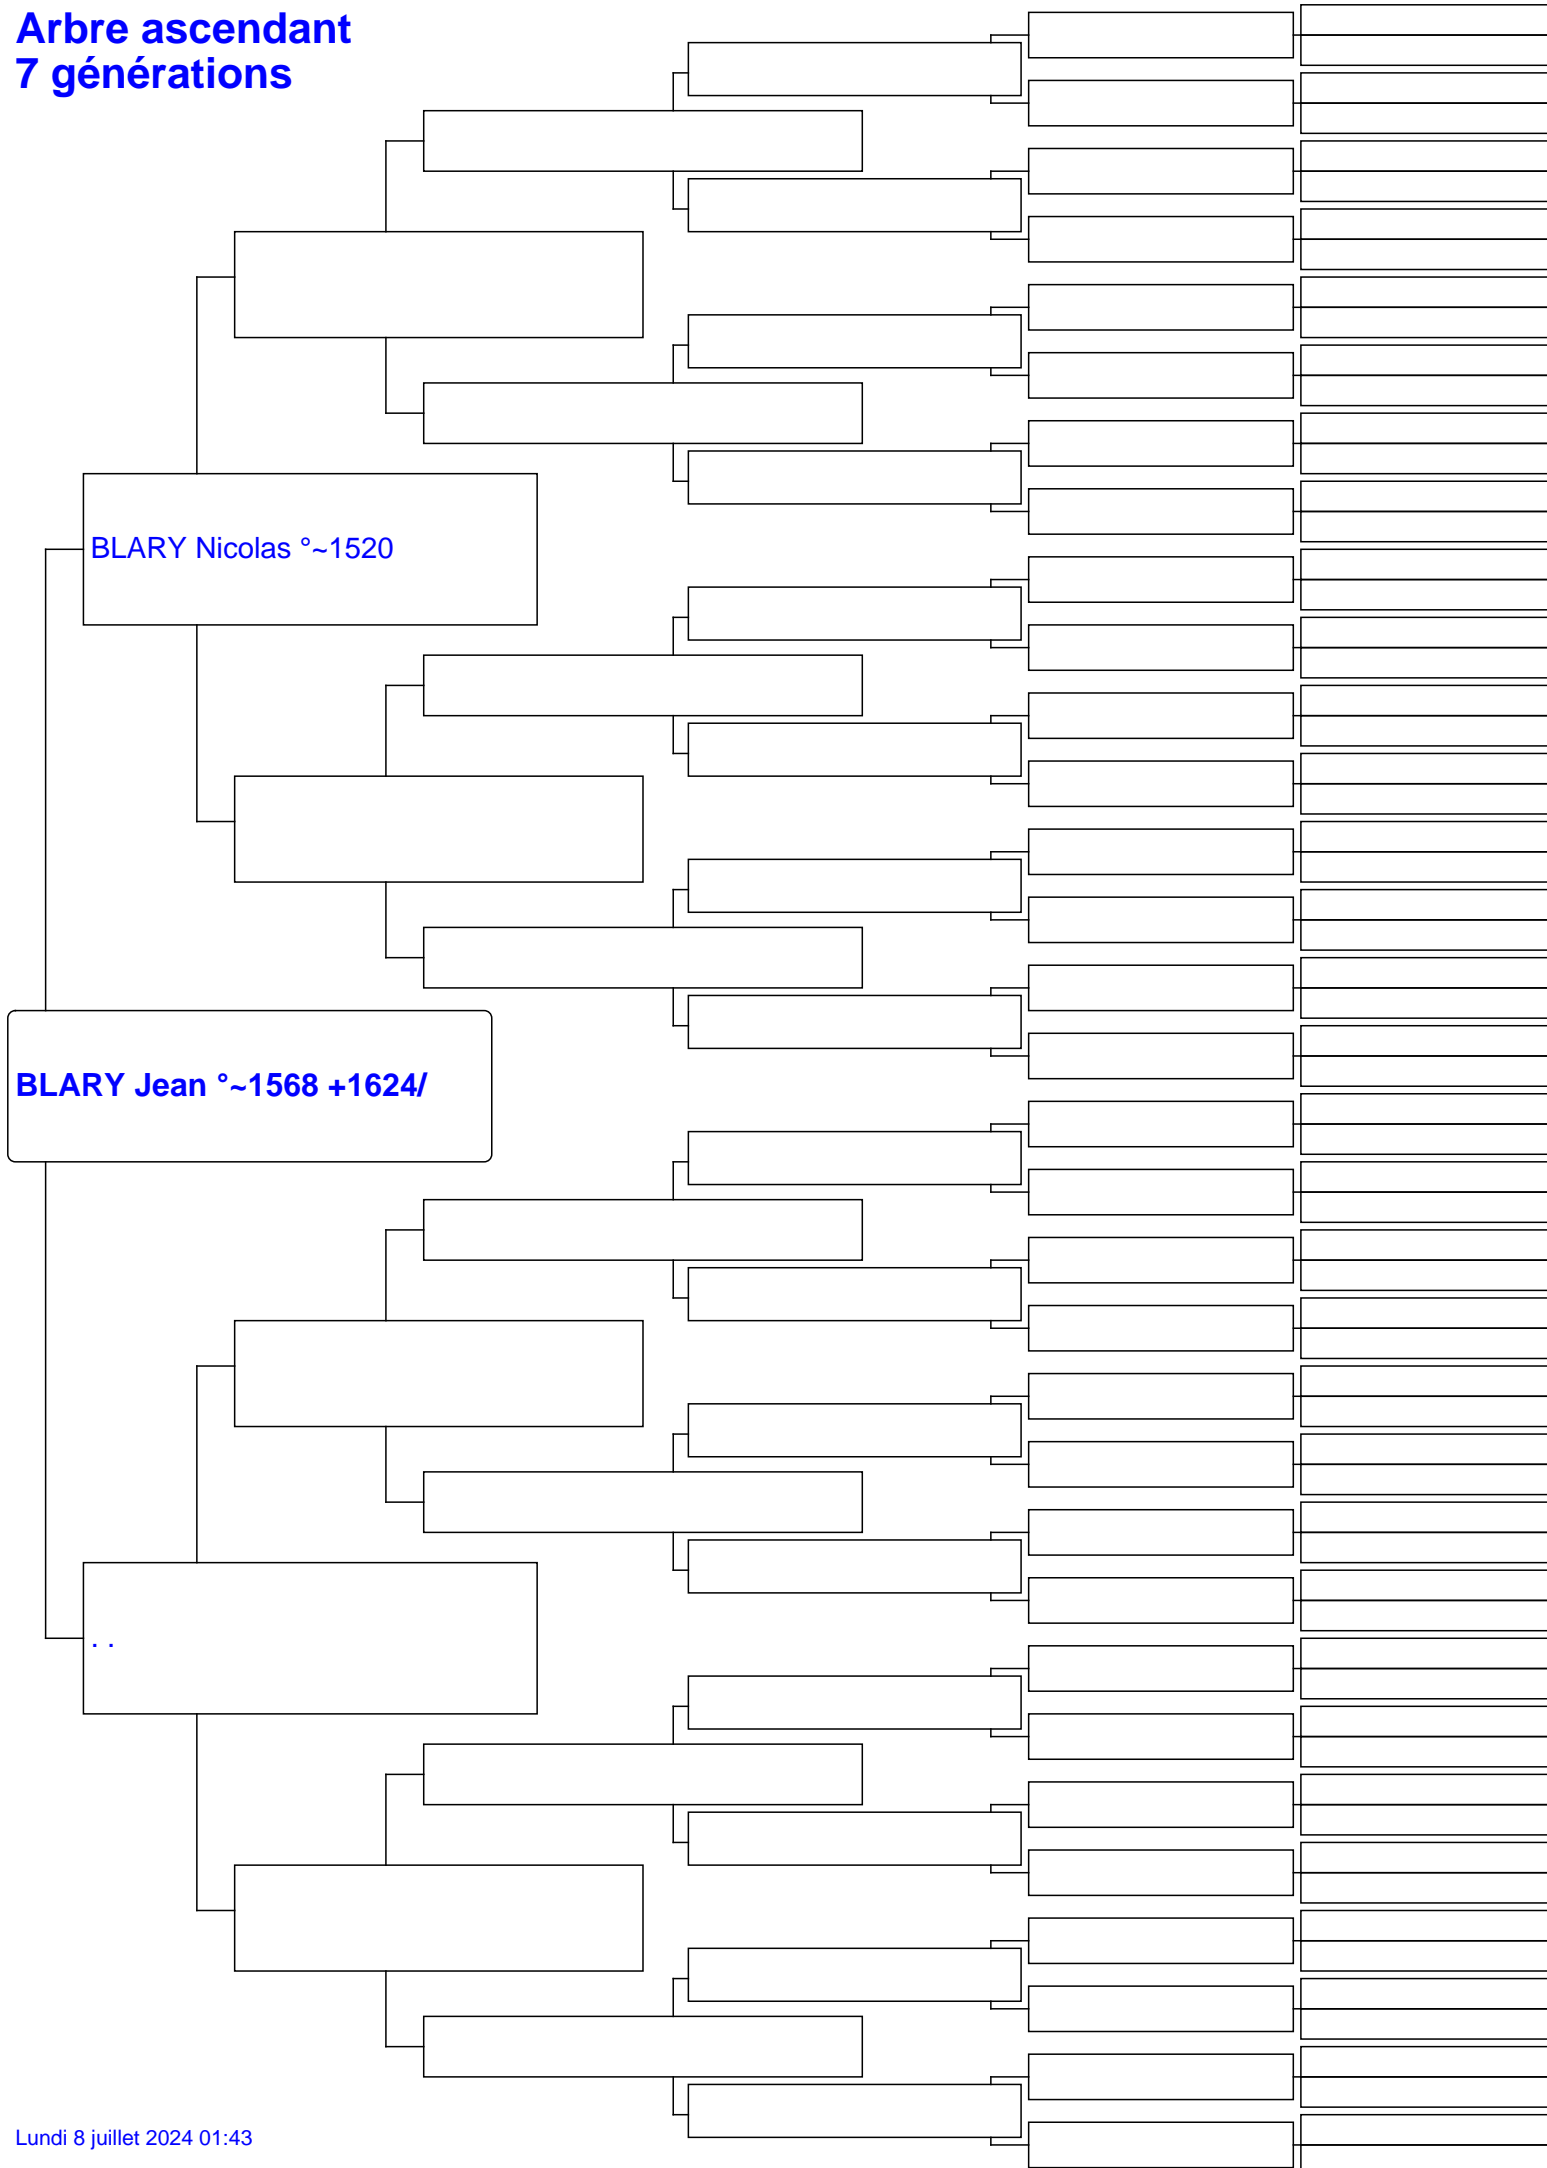 Arbre ascendant
7 générations
BLARY Nicolas °~1520
BLARY Jean °~1568 +1624/
. .
Lundi 8 juillet 2024 01:43